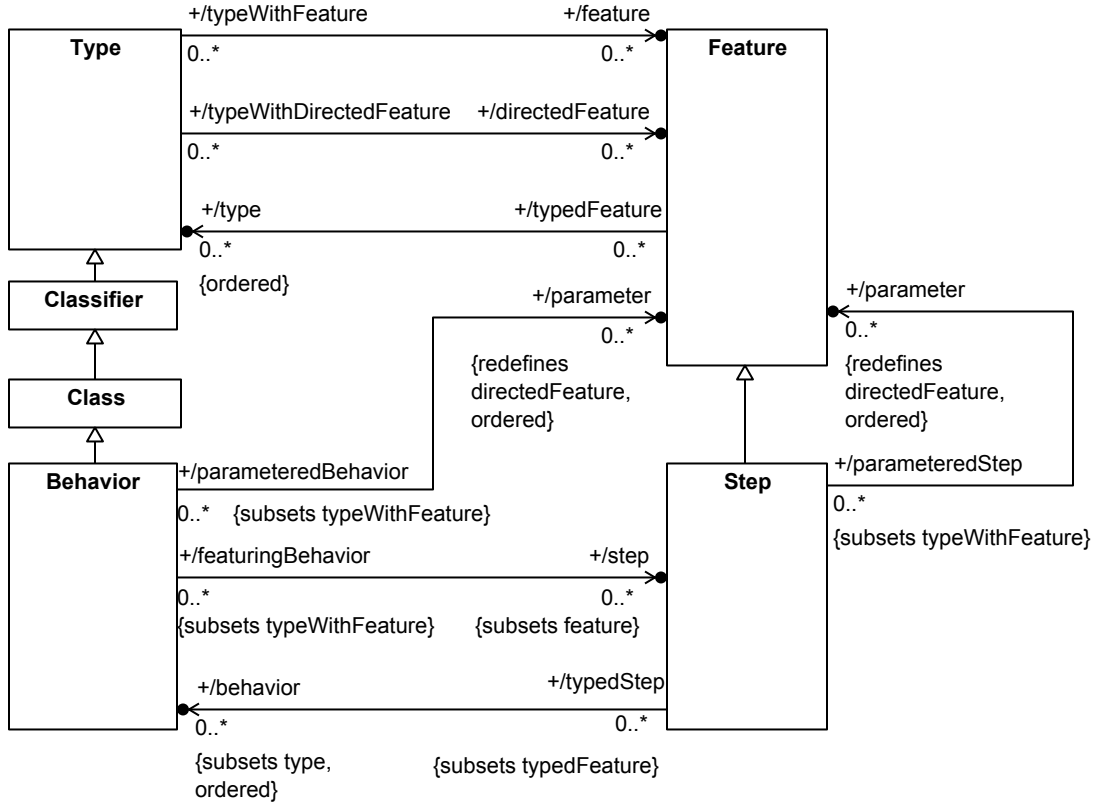 +/typeWithFeature
+/feature
Type
Feature
0..*
0..*
+/typeWithDirectedFeature
+/directedFeature
0..*
0..*
+/type
+/typedFeature
0..*
0..*
{ordered}
Classifier
+/parameter
+/parameter
0..*
0..*
{redefines
directedFeature,
ordered}
{redefines
directedFeature,
ordered}
Class
Behavior
+/parameteredBehavior
Step
+/parameteredStep
0..*
{subsets typeWithFeature}
0..*
{subsets typeWithFeature}
+/featuringBehavior
+/step
0..*
0..*
{subsets typeWithFeature}
{subsets feature}
+/behavior
+/typedStep
0..*
0..*
{subsets type,
ordered}
{subsets typedFeature}